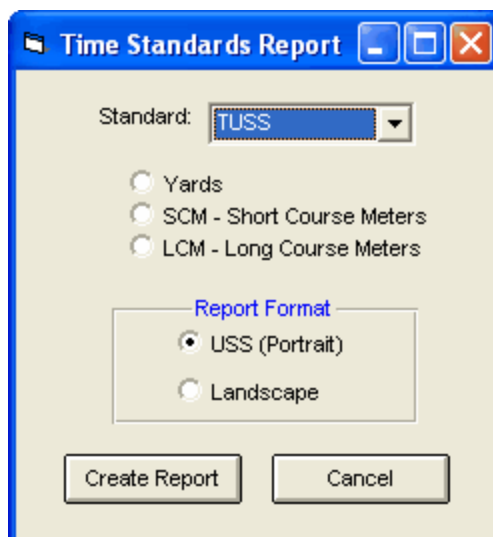 Time Standards Report
Standard: TUSS
Yards
SCM - Short Course Meters
LCM - Long Course Meters
Report Format
USS (Portrait)
Landscape
Create Report Cancel